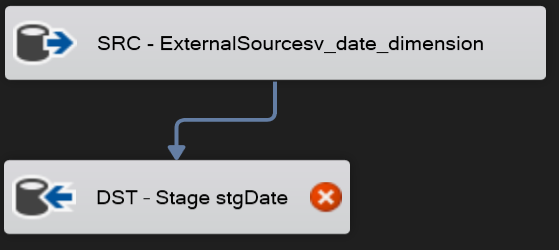 SRC - ExternalSourcesv_date_dimension
DST - Stage stgDate